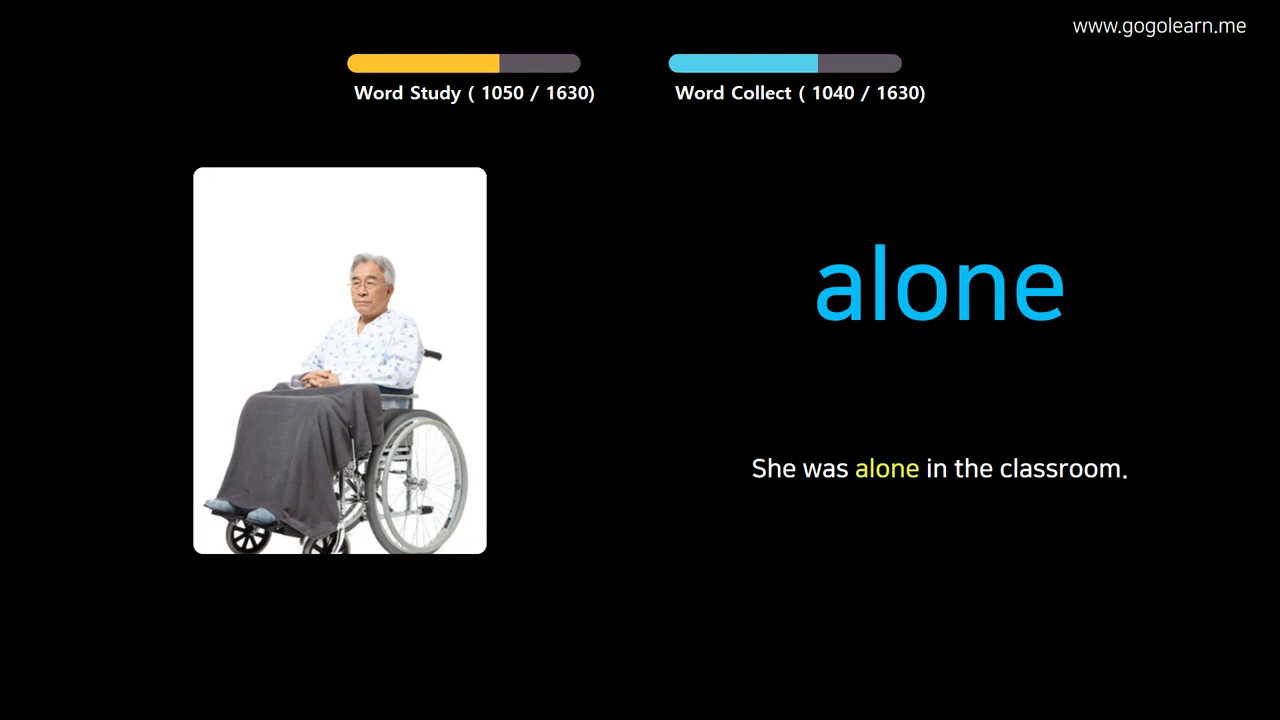 www.gogolearn.me
Word Study ( 1050 / 1630)
Word Collect ( 1040 / 1630)
alone
She was alone in the classroom.